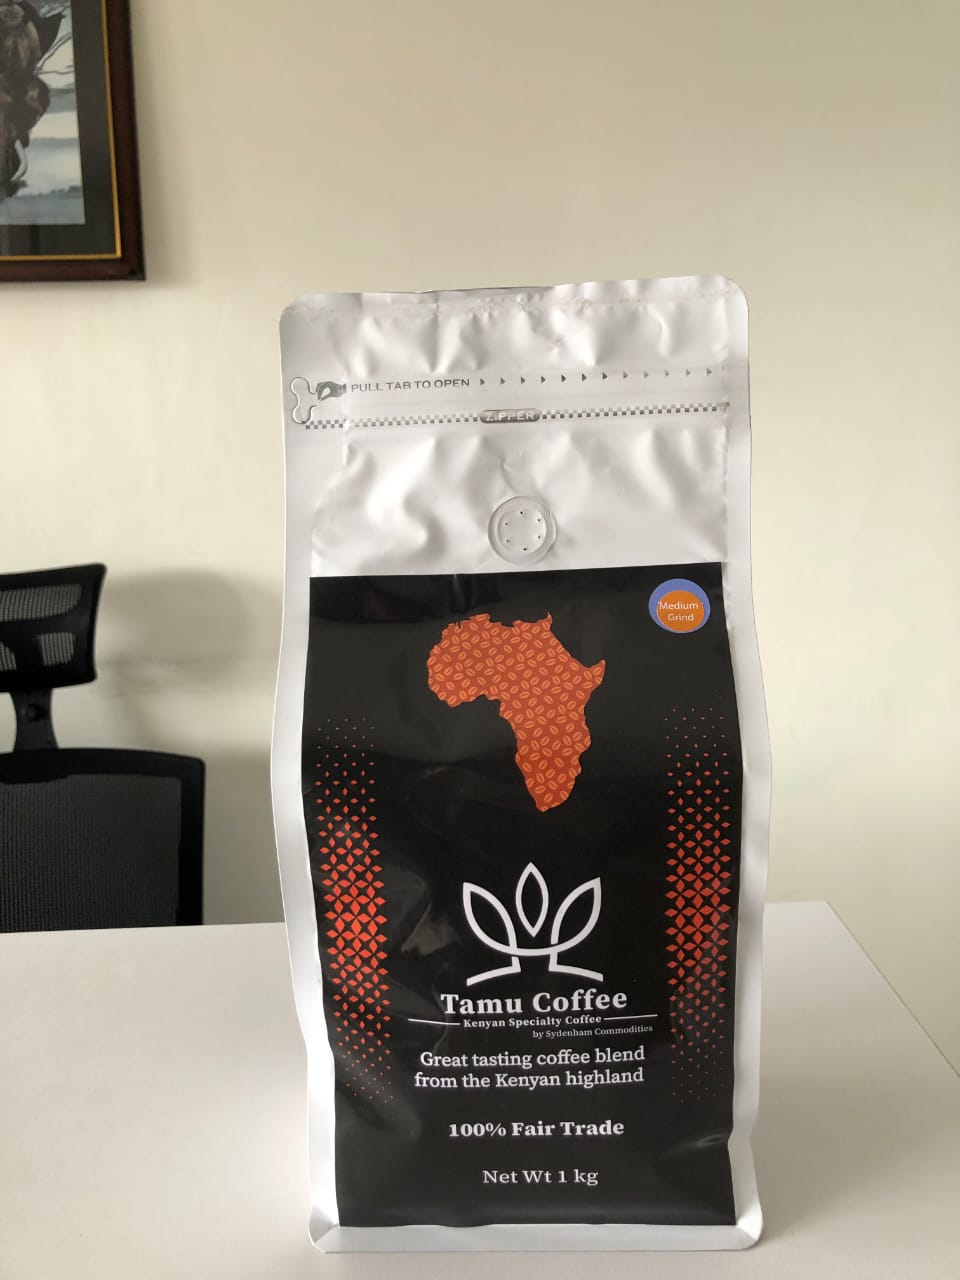 PULL TAB TO OPEN
ZIPPER
Medium
Grind
Tamu Coffee
Kenyan Specialty Coffee
by Sydenham Commodities
Great tasting coffee blend
from the Kenyan highland
100% Fair Trade
Net Wt 1 kg